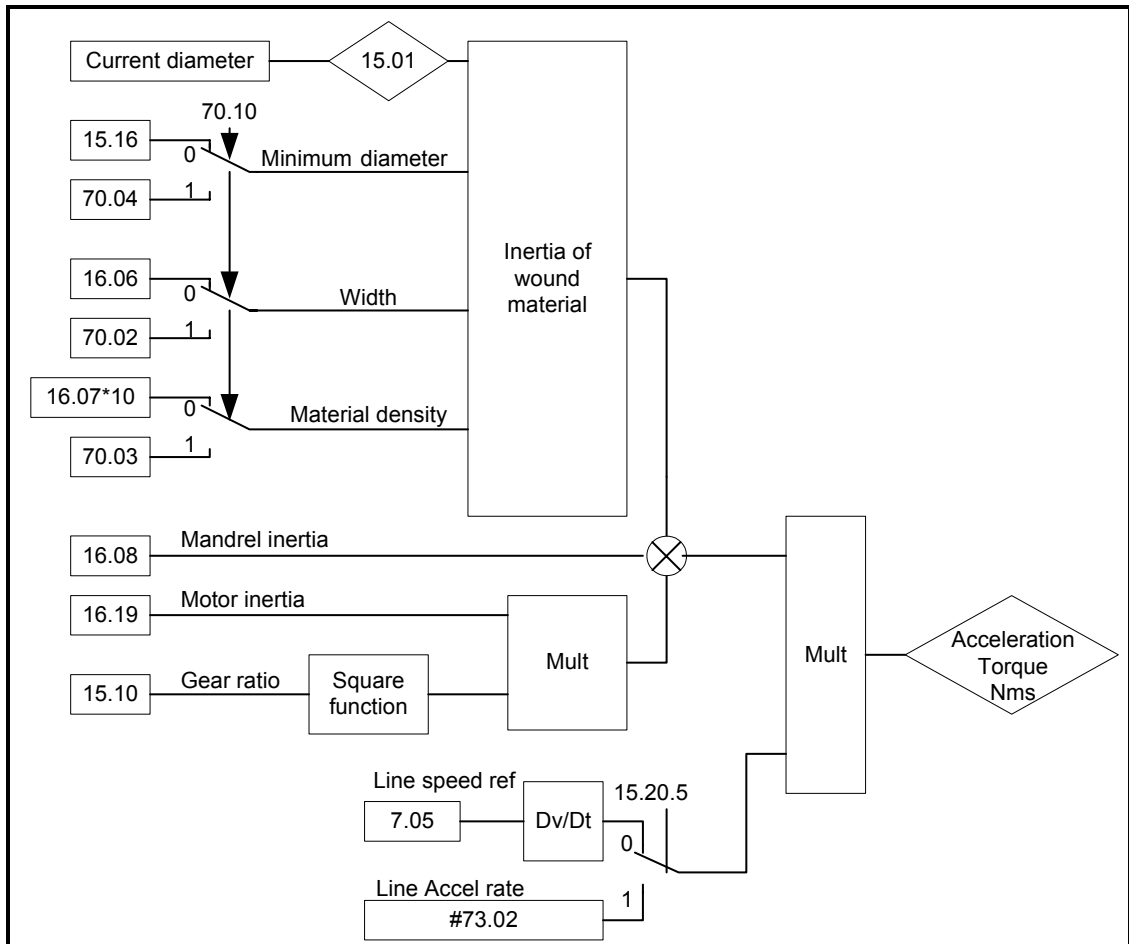 Current diameter
15.01
70.10
15.16
0
Minimum diameter
1
70.04
Inertia of
wound
material
16.06
0
Width
1
70.02
16.07*10
0
Material density
1
70.03
16.08
Mandrel inertia
16.19
Motor inertia
Mult
15.10
Gear ratio
Square
function
Mult
Acceleration
Torque
Nms
Line speed ref
7.05
Dv/Dt
15.20.5
0
Line Accel rate
#73.02
1